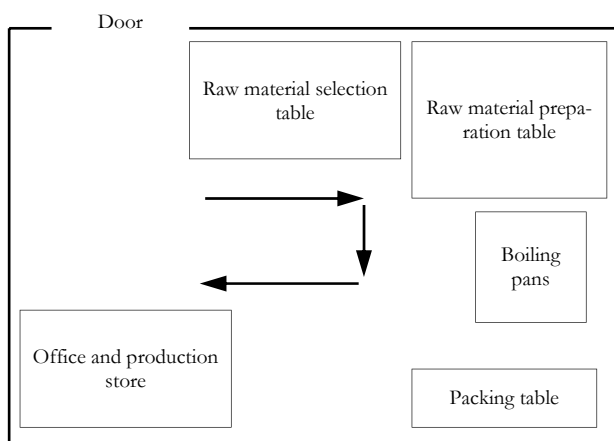 Door
Raw material selection
table
Raw material prepa-
ration table
Boiling
pans
Office and production
store
Packing table